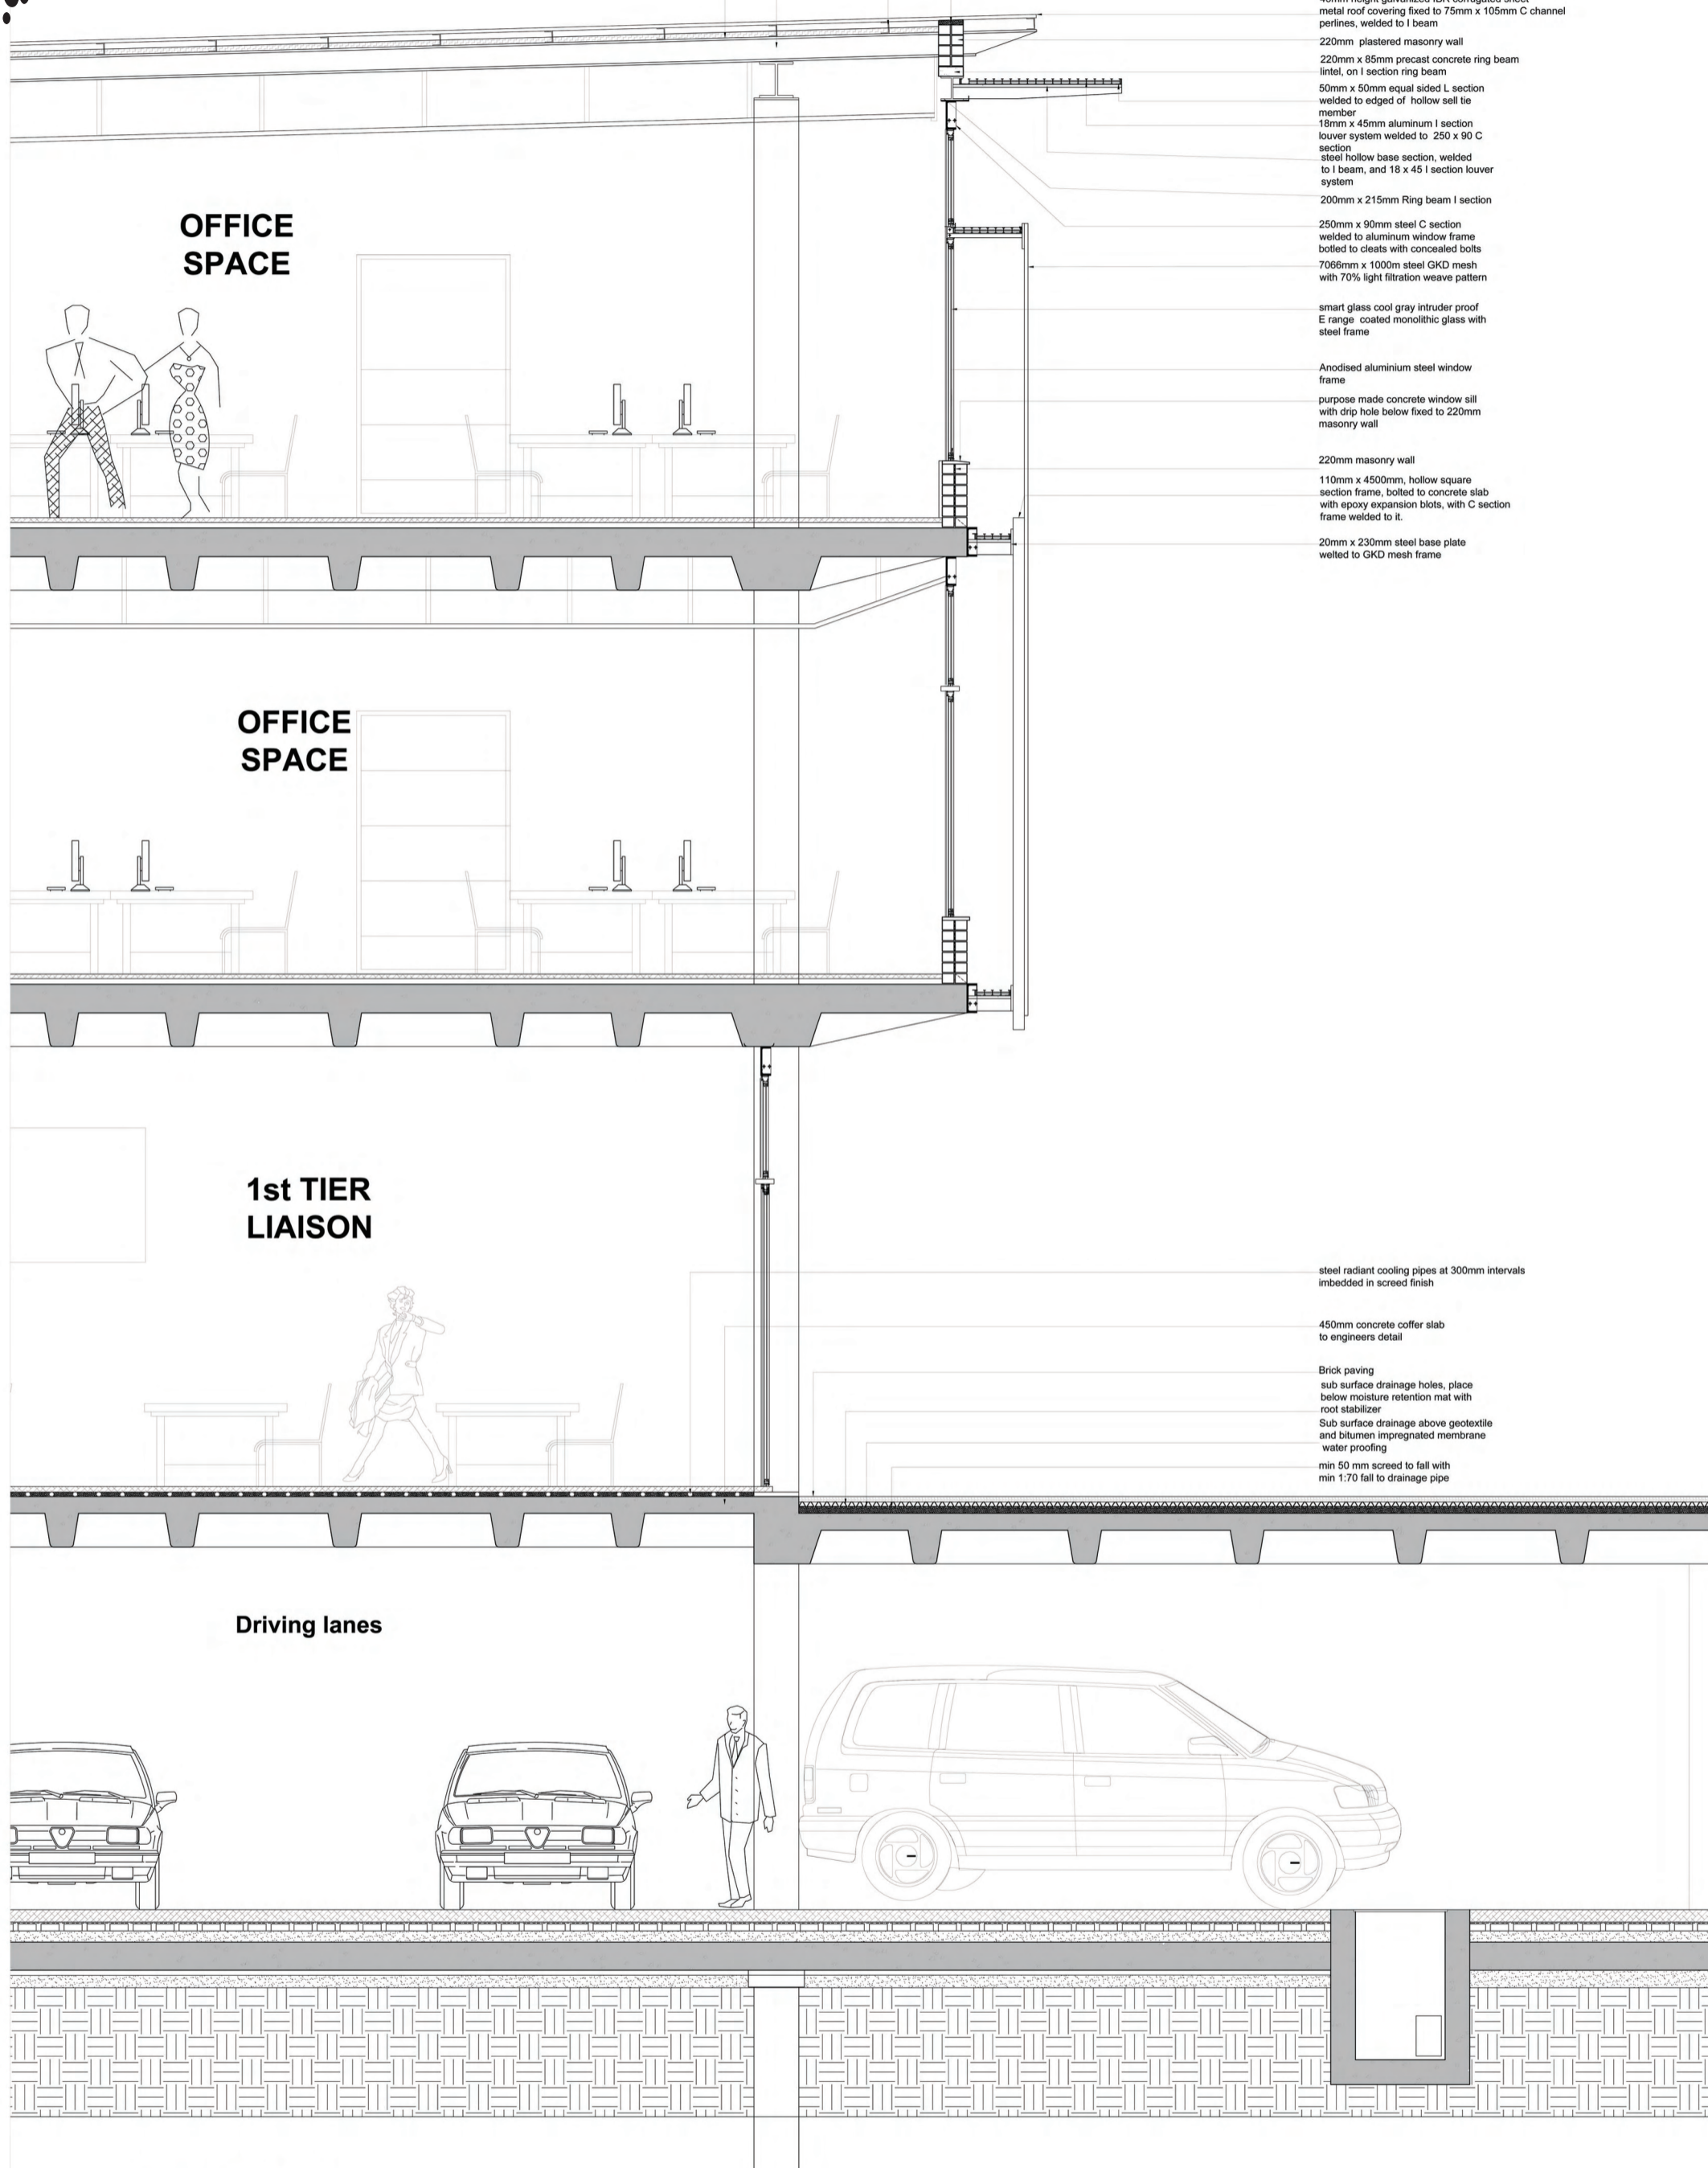 metal roof covering fixed to 75mm x 105mm C channel
perlines, welded to I beam
220mm plastered masonry wall
220mm x 85mm precast concrete ring beam
lintel, on I section ring beam
50mm x 50mm equal sided L section
welded to edged of hollow sell tie
member
18mm x 45mm aluminum I section
louver system welded to 250 x 90 C
section
steel hollow base section, welded
to I beam, and 18 x 45 I section louver
system
200mm x 215mm Ring beam I section
250mm x 90mm steel C section
welded to aluminum window frame
botled to cleats with concealed bolts
7066mm x 1000m steel GKD mesh
with 70% light filtration weave pattern
smart glass cool gray intruder proof
E range coated monolithic glass with
steel frame
Anodised aluminium steel window
frame
purpose made concrete window sill
with drip hole below fixed to 220mm
masonry wall
220mm masonry wall
110mm x 4500mm, hollow square
section frame, bolted to concrete slab
with epoxy expansion blots, with C section
frame welded to it.
20mm x 230mm steel base plate
welted to GKD mesh frame
OFFICE
SPACE
OFFICE
SPACE
1st TIER
LIAISON
steel radiant cooling pipes at 300mm intervals
imbedded in screed finish
450mm concrete coffer slab
to engineers detail
Brick paving
sub surface drainage holes, place
below moisture retention mat with
root stabilizer
Sub surface drainage above geotextile
and bitumen impregnated membrane
water proofing
min 50 mm screed to fall with
min 1:70 fall to drainage pipe
Driving lanes